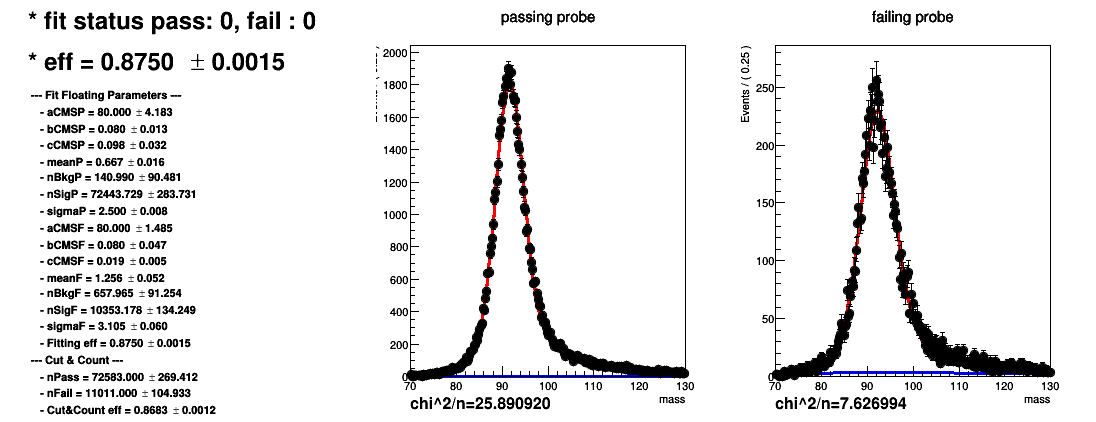 * fit status pass: 0, fail : 0
* eff = 0.8750 ± 0.0015
--- Fit Floating Parameters ---
- aCMSP = 80.000 ± 4.183
- bCMSP = 0.080 ± 0.013
- cCMSP = 0.098 ± 0.032
- meanP = 0.667 ± 0.016
- nBkgP = 140.990 ± 90.481
- nSigP = 72443.729 ± 283.731
- sigmaP = 2.500 ± 0.008
- aCMSF = 80.000 ± 1.485
- bCMSF = 0.080 ± 0.047
- cCMSF = 0.019 ± 0.005
- meanF = 1.256 ± 0.052
- nBkgF = 657.965 ± 91.254
- nSigF = 10353.178 ± 134.249
- sigmaF = 3.105 ± 0.060
- Fitting eff = 0.8750 ± 0.0015
--- Cut & Count ---
- nPass = 72583.000 ± 269.412
- nFail = 11011.000 ± 104.933
- Cut&Count eff = 0.8683 ± 0.0012
passing probe
2000
1800
1600
1400
1200
1000
800
600
400
200
0
70 80 90 100 110 120 130
mass
chi^2/n=25.890920
failing probe
Events / ( 0.25 )
250
200
150
100
50
0
70 80 90 100 110 120 130
mass
chi^2/n=7.626994